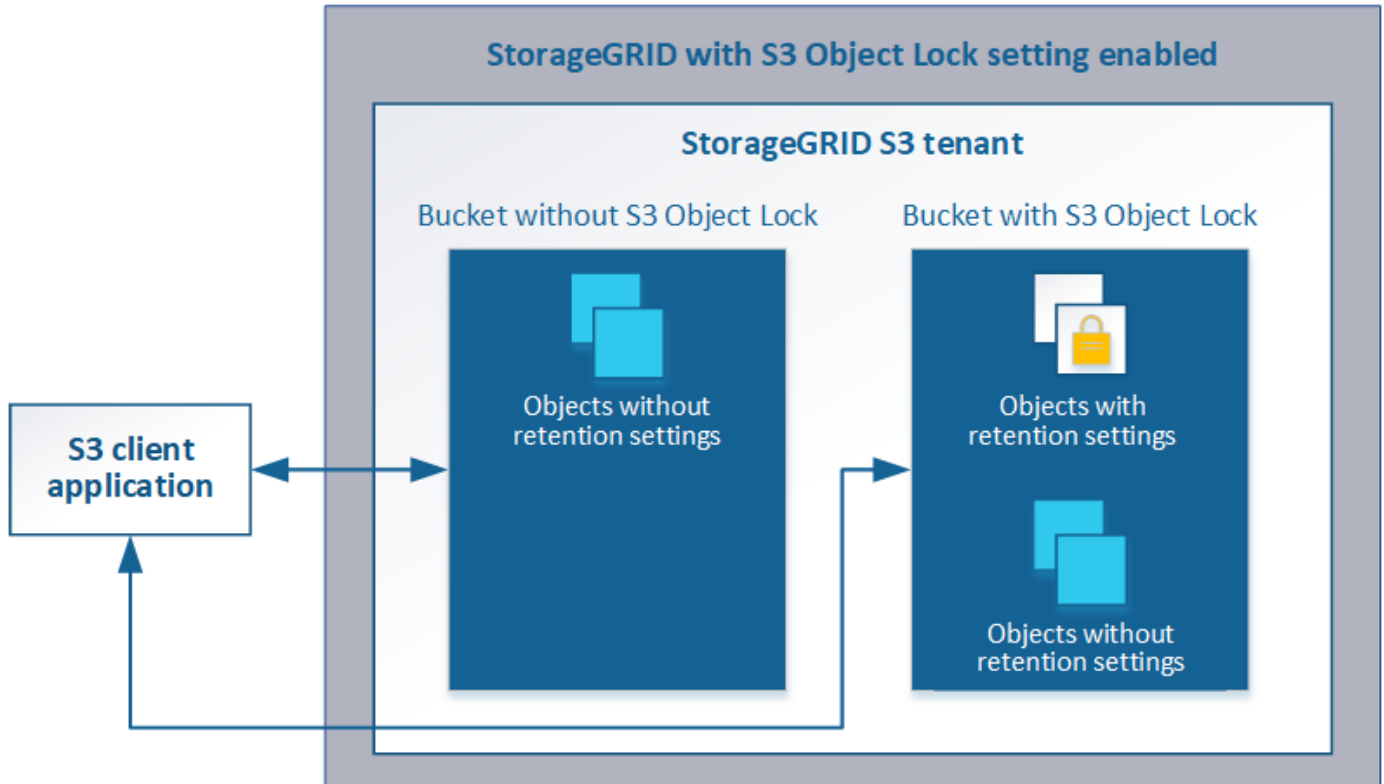 StorageGRID with S3 Object Lock setting enabled
StorageGRID S3 tenant
Bucket without S3 Object Lock
Bucket with S3 Object Lock
Objects without
retention settings
Objects with
retention settings
S3 client
application
Objects without
retention settings